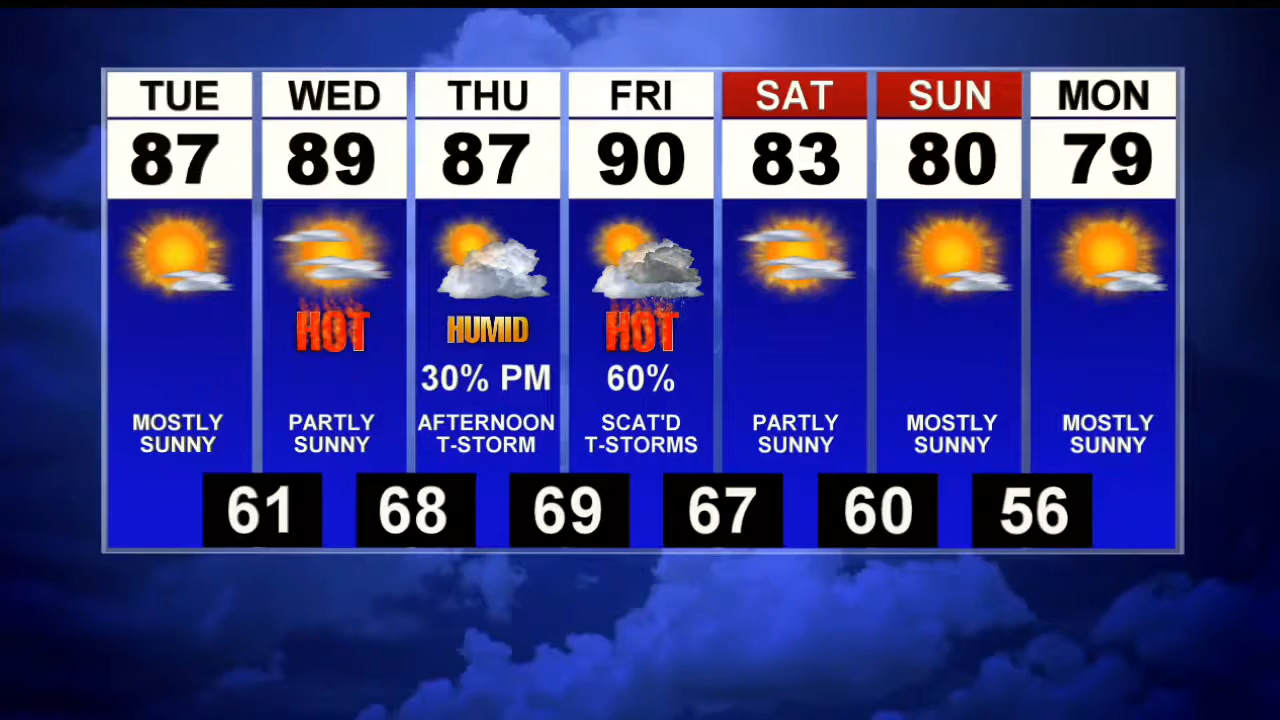 TUE WED THU FRI SAT SUN MON
87 89 87 90 83 80 79
HOT HUMID HOT
30% PM 60%
MOSTLY PARTLY AFTERNOON SCAT'D PARTLY MOSTLY MOSTLY
SUNNY SUNNY T-STORM T-STORMS SUNNY SUNNY SUNNY
61 68 69 67 60 56